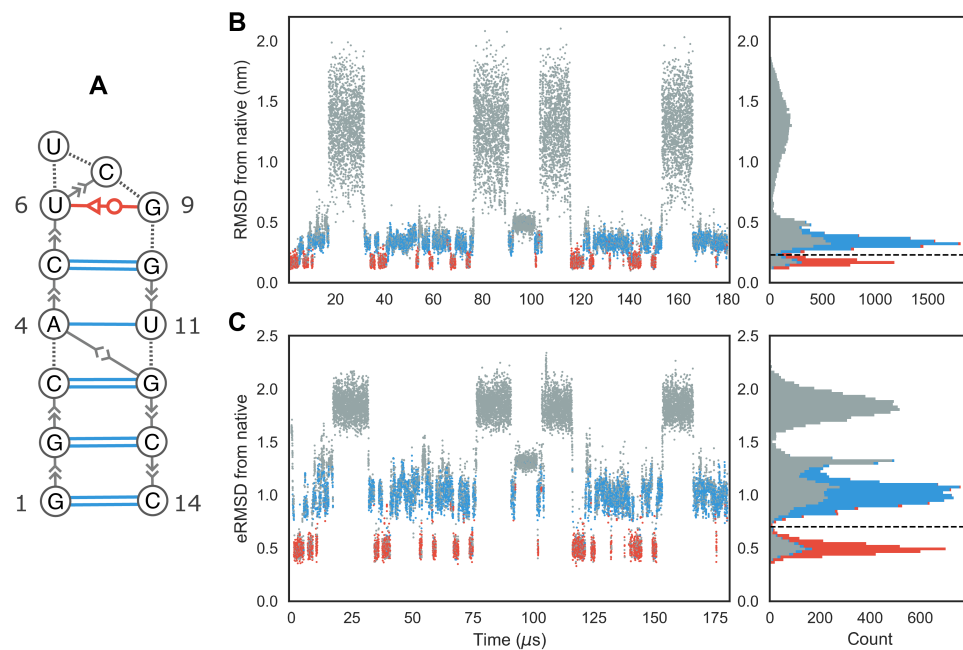 A
U
C
6 U G 9
C G
4 A U 11
C G
G C
1 G C 14
B
RMSD from native (nm)
2.0
1.5
1.0
0.5
0.0
20 40 60 80 100 120 140 160 180
2.0
1.5
1.0
0.5
0.0
0 500 1000 1500
C
eRMSD from native
2.5
2.0
1.5
1.0
0.5
0.0
0 25 50 75 100 125 150 175
Time (μs)
2.5
2.0
1.5
1.0
0.5
0.0
0 200 400 600
Count